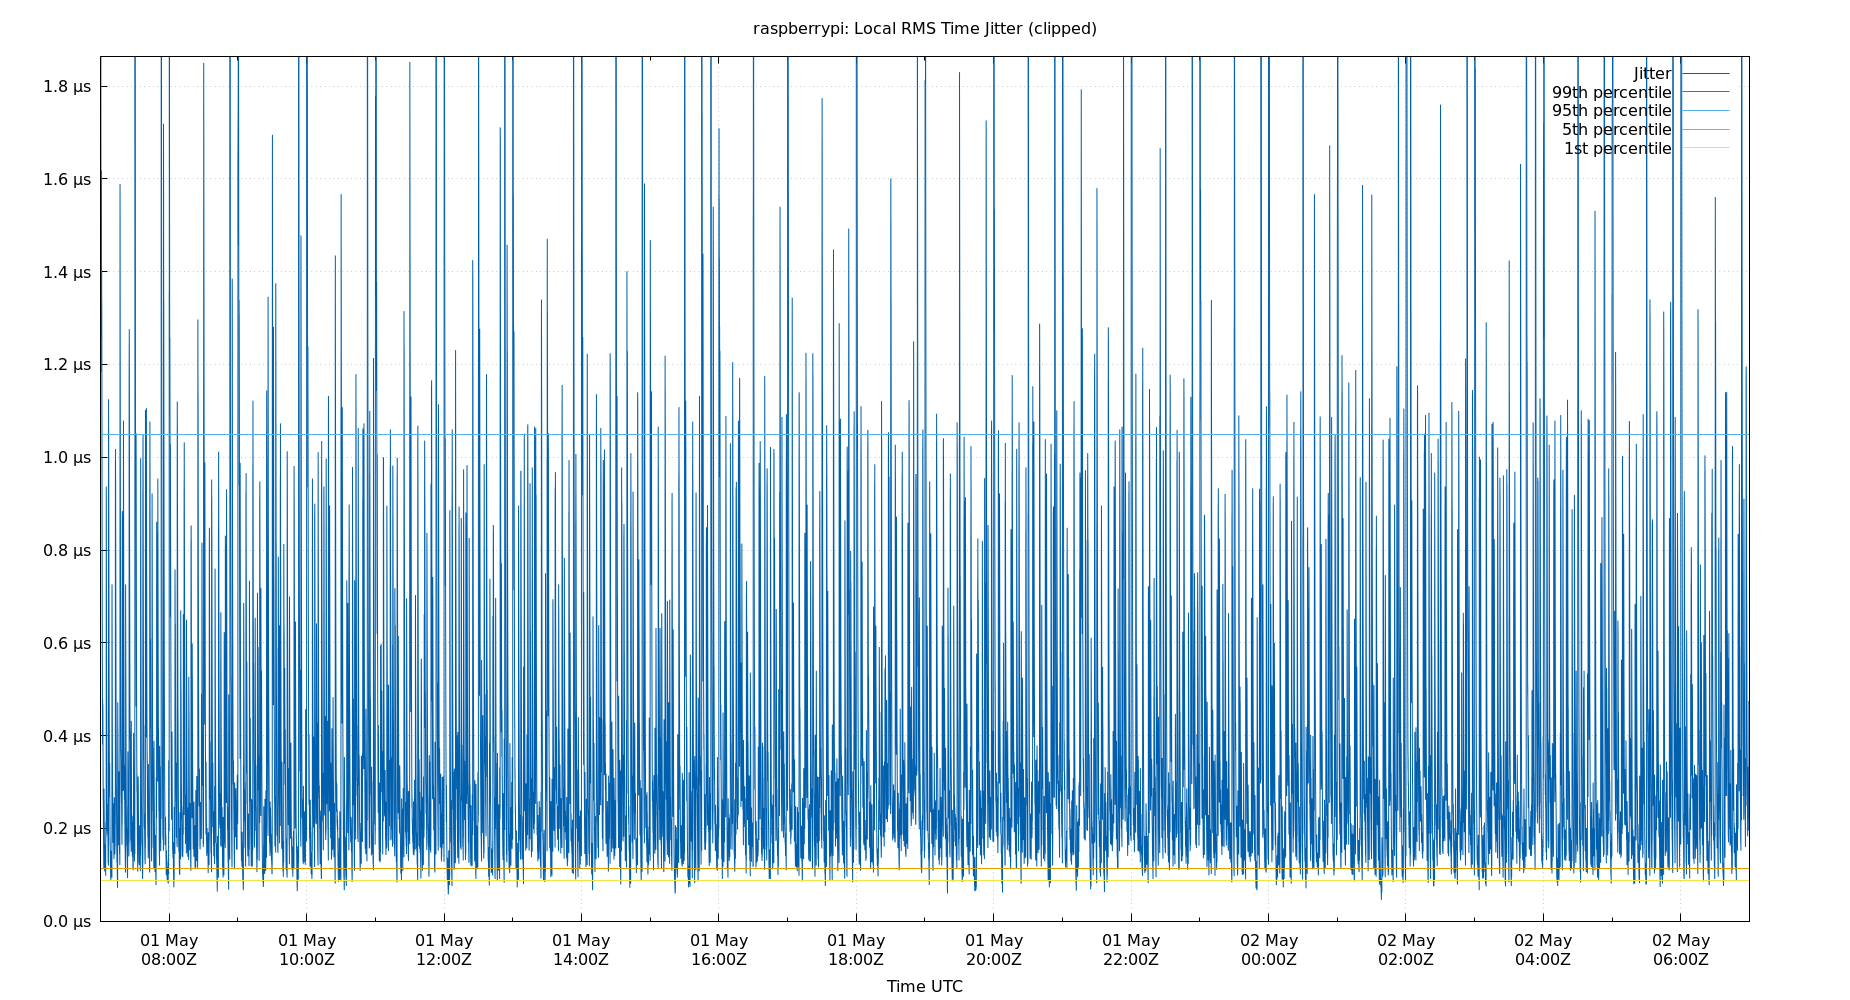 raspberrypi: Local RMS Time Jitter (clipped)
Jitter
99th percentile
95th percentile
5th percentile
1st percentile
1.8 µs
1.6 µs
1.4 µs
1.2 µs
1.0 µs
0.8 µs
0.6 µs
0.4 µs
0.2 µs
0.0 µs
01 May 01 May 01 May 01 May 01 May 01 May 01 May 01 May 02 May 02 May 02 May 02 May
08:00Z 10:00Z 12:00Z 14:00Z 16:00Z 18:00Z 20:00Z 22:00Z 00:00Z 02:00Z 04:00Z 06:00Z
Time UTC